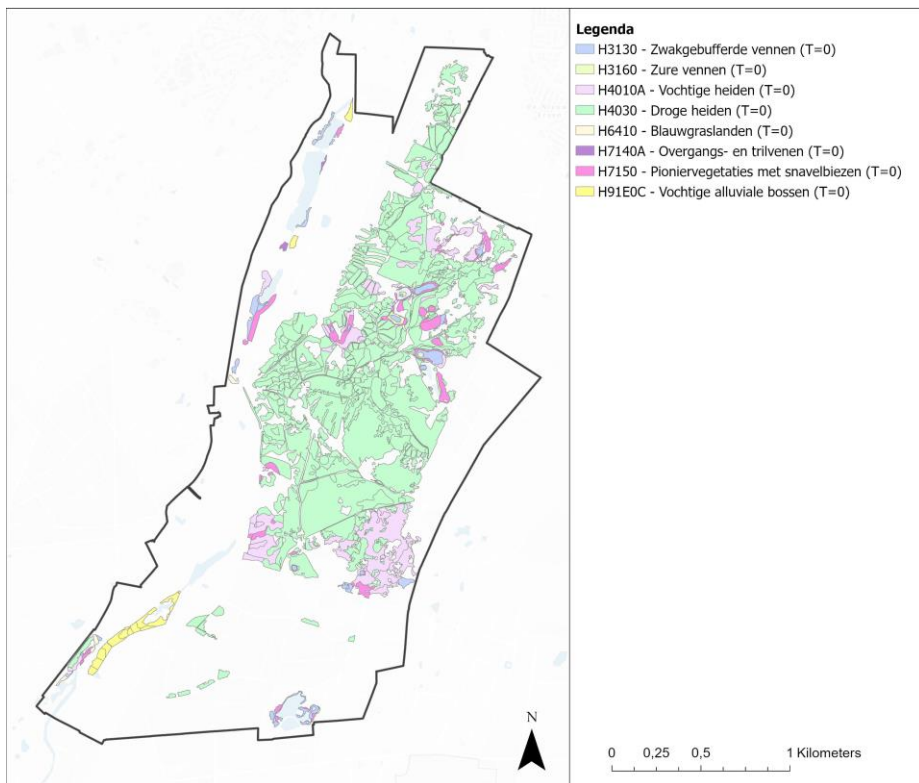 Legenda
H3130 - Zwakgebufferde vennen (T=0)
H3160 - Zure vennen (T=0)
H4010A - Vochtige heiden (T=0)
H4030 - Droge heiden (T=0)
H6410 - Blauwgraslanden (T=0)
H7140A - Overgangs- en trilvenen (T=0)
H7150 - Pioniervegetaties met snavelbiezen (T=0)
H91E0C - Vochtige alluviale bossen (T=0)
N
0 0,25 0,5 1 Kilometers